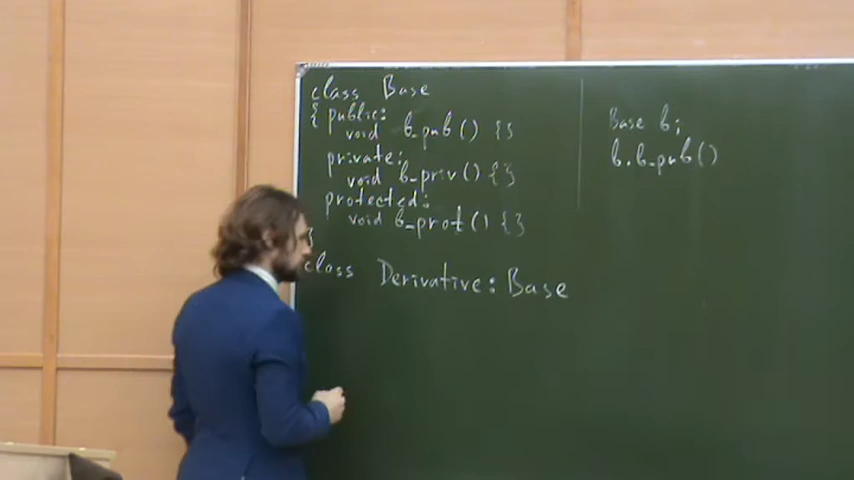 class Base
{ public:
void b_pub() {}
private:
void b_priv() {}
protected:
void b_prot() {}
}
class Derivative: Base
Base b;
b.b_pub()